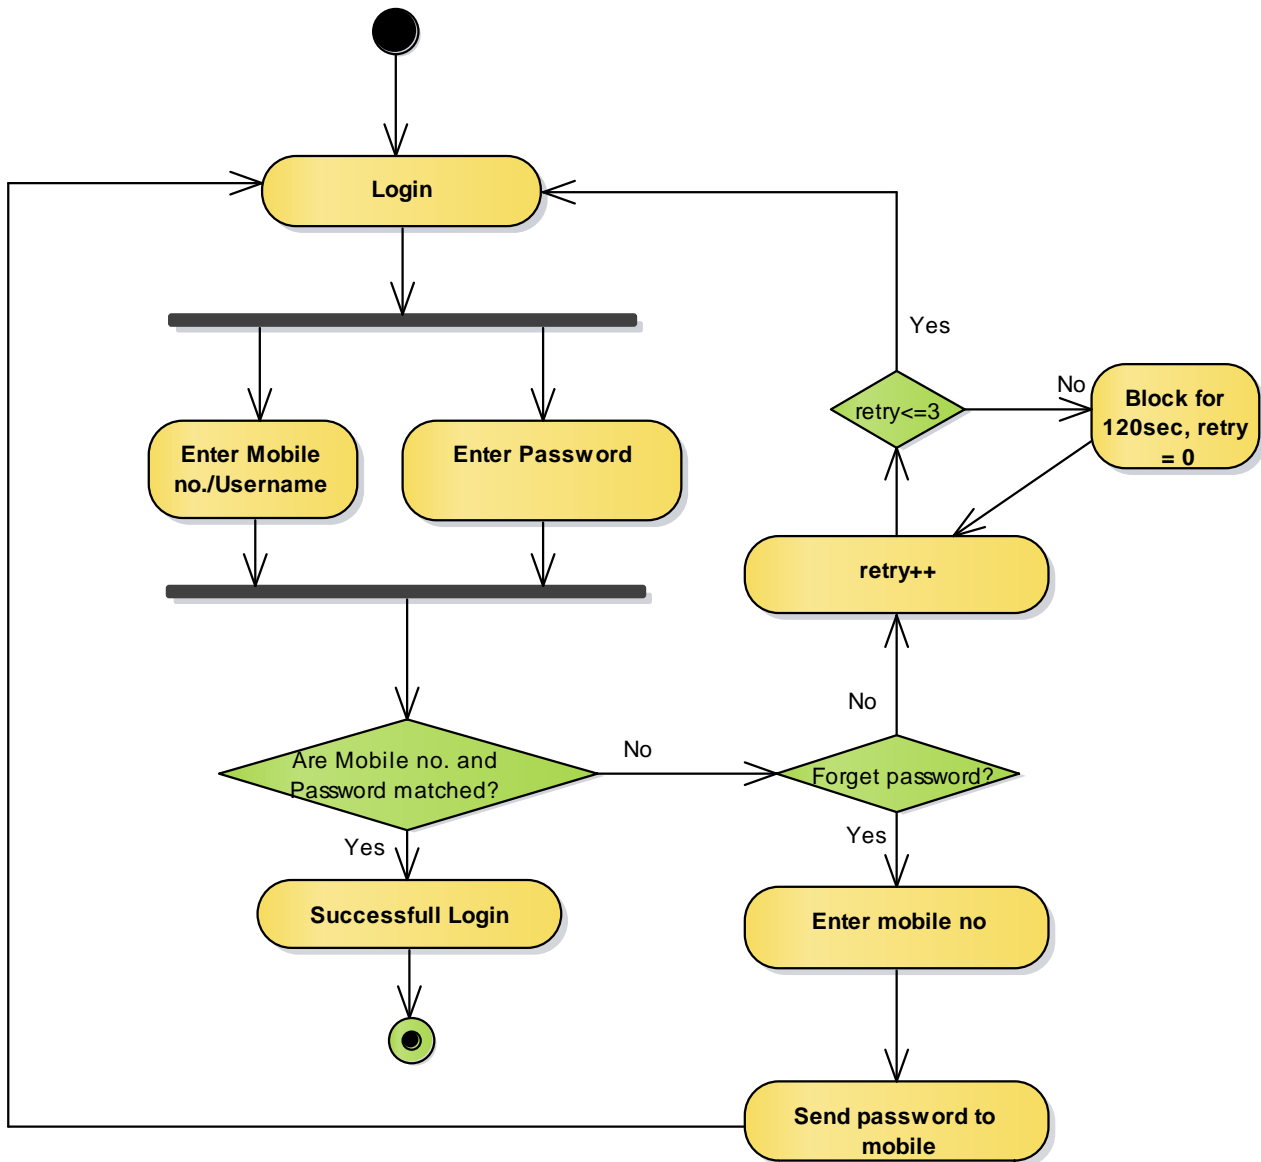 Login
Yes
retry<=3
No
Block for
120sec, retry
= 0
Enter Mobile
no./Username
Enter Password
retry++
No
Are Mobile no. and
Password matched?
No
Forget password?
Yes
Yes
Successfull Login
Enter mobile no
Send password to
mobile